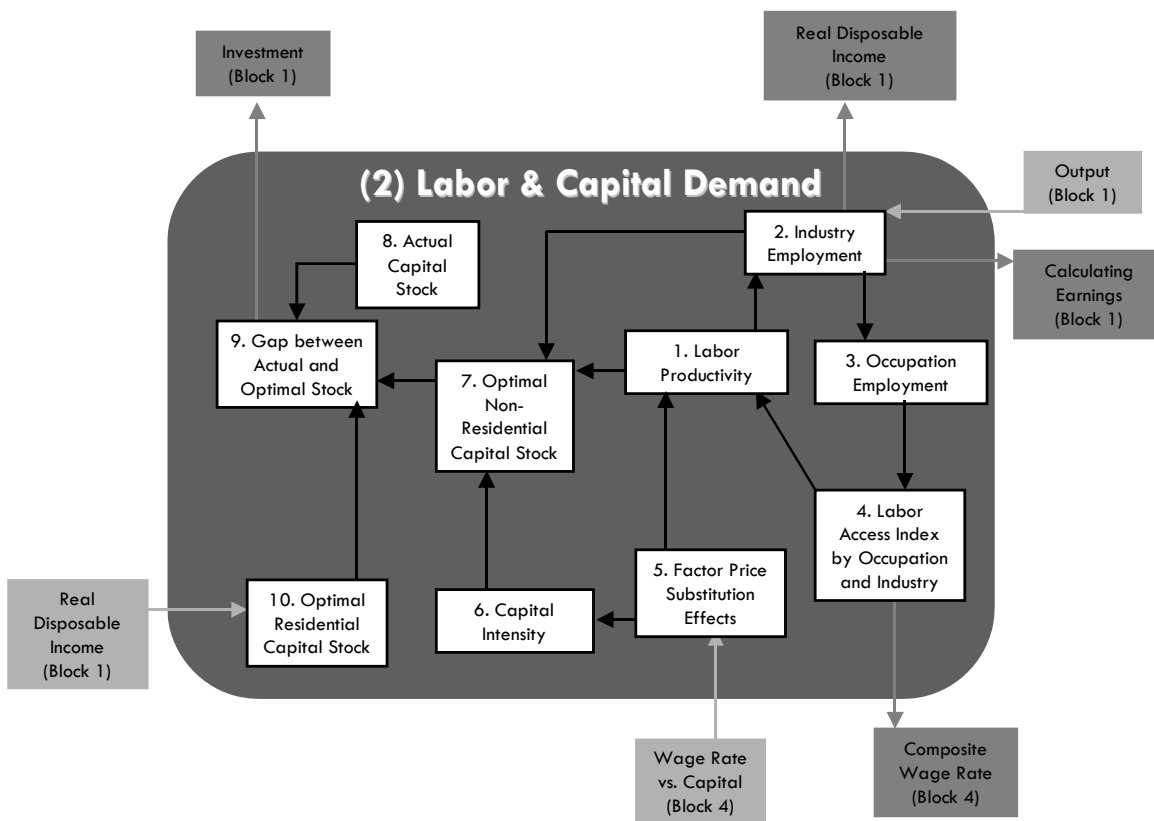 Investment
(Block 1)
Real Disposable
Income
(Block 1)
(2) Labor & Capital Demand
Output
(Block 1)
8. Actual
Capital
Stock
2. Industry
Employment
Calculating
Earnings
(Block 1)
9. Gap between
Actual and
Optimal Stock
7. Optimal
Non-
Residential
Capital Stock
1. Labor
Productivity
3. Occupation
Employment
4. Labor
Access Index
by Occupation
and Industry
Real
Disposable
Income
(Block 1)
10. Optimal
Residential
Capital Stock
6. Capital
Intensity
5. Factor Price
Substitution
Effects
Wage Rate
vs. Capital
(Block 4)
Composite
Wage Rate
(Block 4)